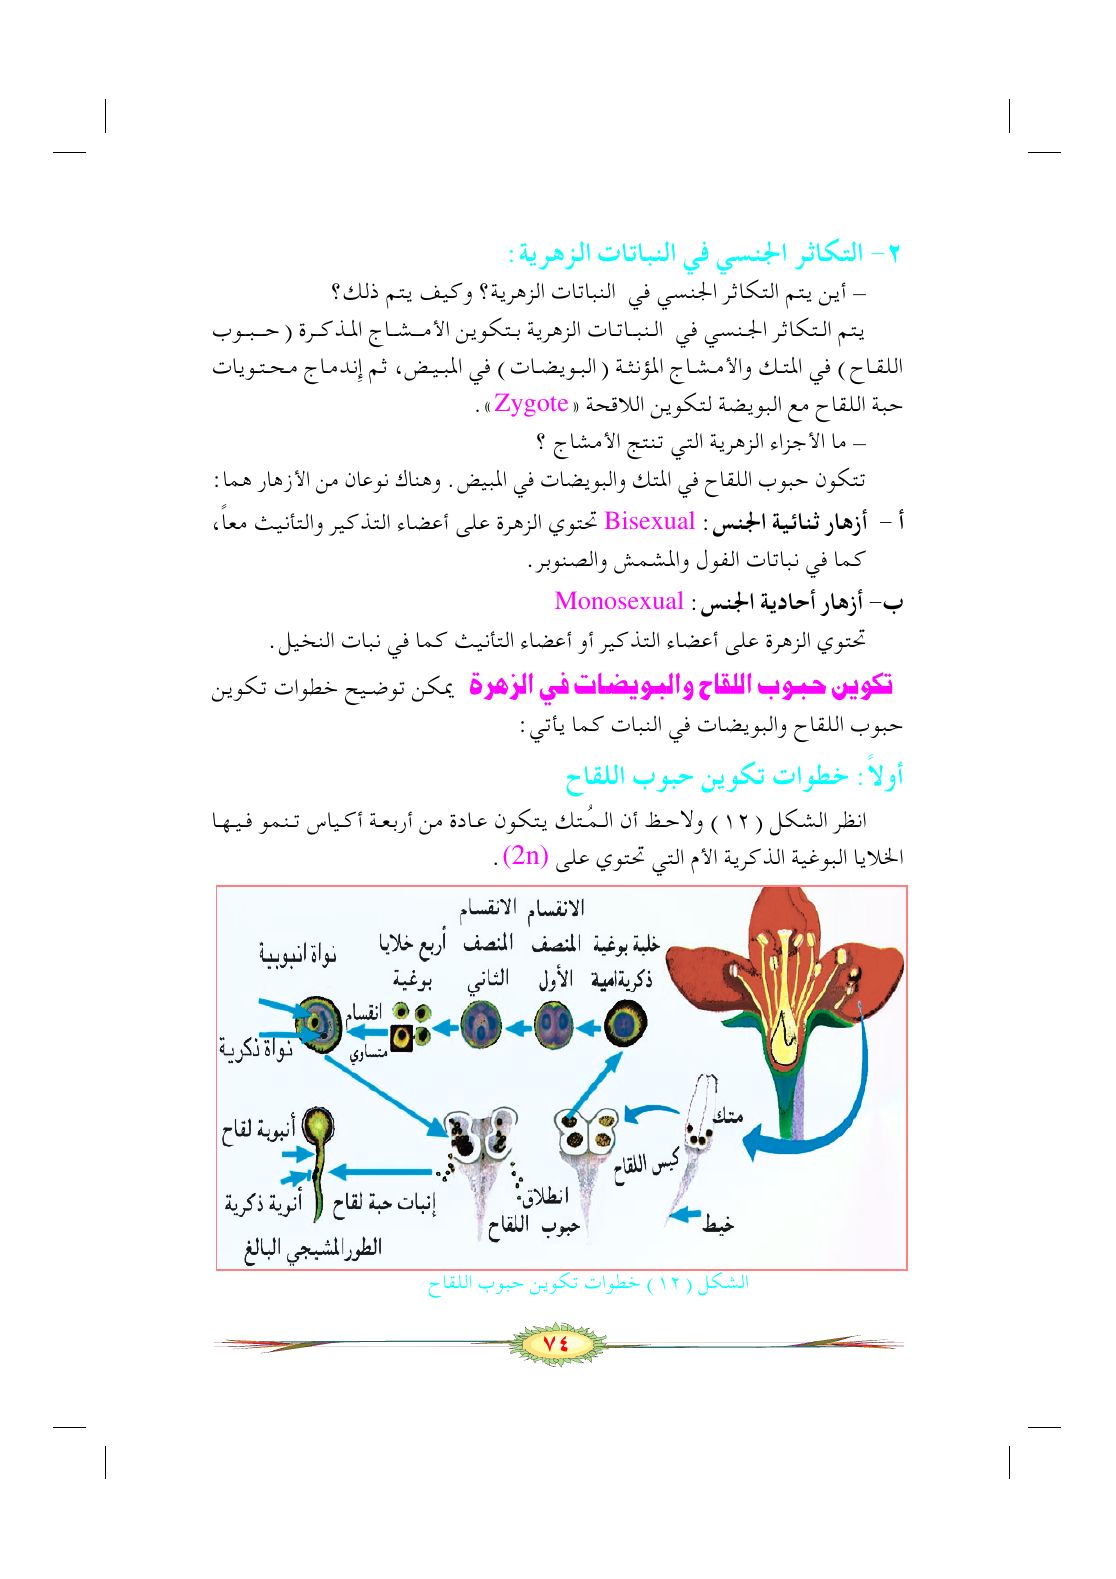 ٢- التكاثر الجنسي في النباتات الزهرية:
– أين يتم التكاثر الجنسي في النباتات الزهرية؟ وكيف يتم ذلك؟
يتم التكاثر الجنسي في النباتات الزهرية بتكوين الأمشاج المذكرة (حبوب
اللقاح) في المتك والأمشاج المؤنثة (البويضات) في المبيض، ثم إندماج محتويات
حبة اللقاح مع البويضة لتكوين اللاقحة «Zygote».
– ما الأجزاء الزهرية التي تنتج الأمشاج ؟
تتكون حبوب اللقاح في المتك والبويضات في المبيض. وهناك نوعان من الأزهار هما:
أ – أزهار ثنائية الجنس: Bisexual تحتوي الزهرة على أعضاء التذكير والتأنيث معاً،
كما في نباتات الفول والمشمش والصنوبر.
ب– أزهار أحادية الجنس: Monosexual
تحتوي الزهرة على أعضاء التذكير أو أعضاء التأنيث كما في نبات النخيل.
تكوين حبوب اللقاح والبويضات في الزهرة يمكن توضيح خطوات تكوين
حبوب اللقاح والبويضات في النبات كما يأتي:
أولاً: خطوات تكوين حبوب اللقاح
انظر الشكل (١٢) ولاحظ أن المُتك يتكون عادة من أربعة أكياس تنمو فيها
الخلايا البوغية الذكرية الأم التي تحتوي على (2n).
خلية بوغية
ذكرية امية
الانقسام
المنصف
الأول
الانقسام
المنصف
الثاني
أربع خلايا
بوغية
انقسام
متساوي
نواة انبوبية
نواة ذكرية
متك
كيس اللقاح
خيط
انطلاق
حبوب اللقاح
إنبات حبة لقاح
أنبوبة لقاح
أنوية ذكرية
الطور المشيجي البالغ
الشكل (١٢) خطوات تكوين حبوب اللقاح
٧٤